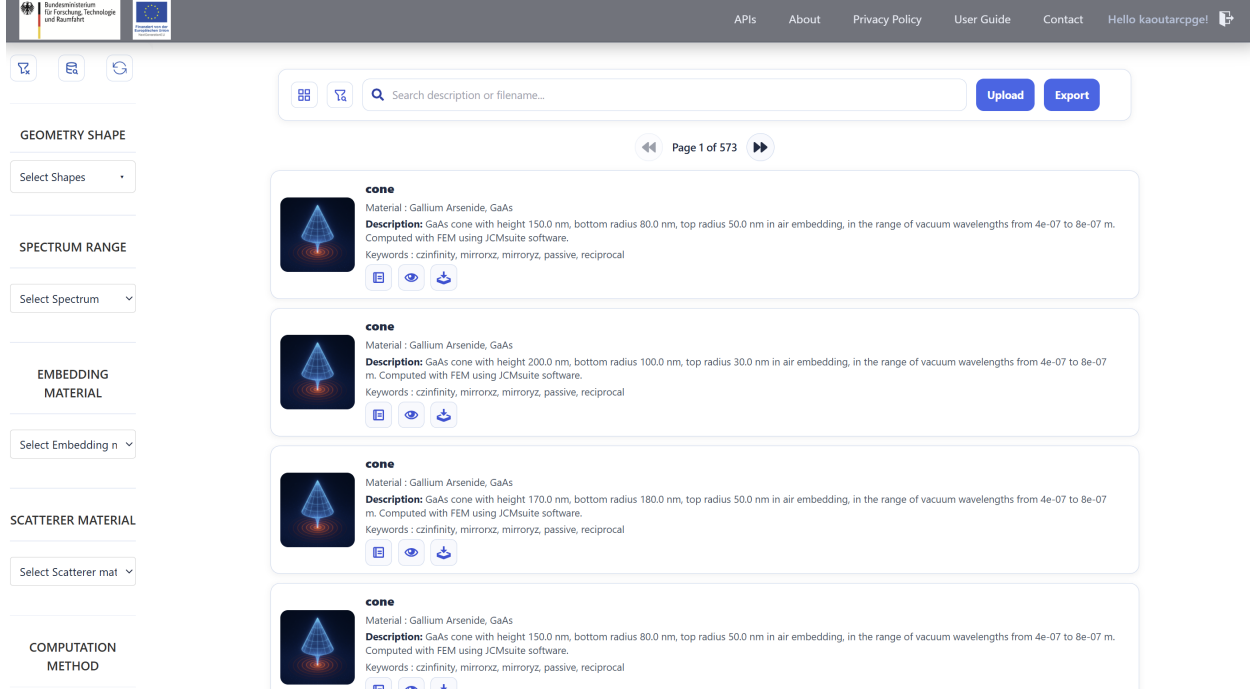 Bundesministerium
für Forschung, Technologie
und Raumfahrt
Finanziert von der
Europäischen Union
NextGenerationEU
APIs
About
Privacy Policy
User Guide
Contact
Hello kaoutarcpge!
Search description or filename...
Upload
Export
Page 1 of 573
GEOMETRY SHAPE
Select Shapes
SPECTRUM RANGE
Select Spectrum
EMBEDDING
MATERIAL
Select Embedding n
SCATTERER MATERIAL
Select Scatterer mat
COMPUTATION
METHOD
cone
Material : Gallium Arsenide, GaAs
Description: GaAs cone with height 150.0 nm, bottom radius 80.0 nm, top radius 50.0 nm in air embedding, in the range of vacuum wavelengths from 4e-07 to 8e-07 m.
Computed with FEM using JCMsuite software.
Keywords : czinfinity, mirrorxz, mirroryz, passive, reciprocal
cone
Material : Gallium Arsenide, GaAs
Description: GaAs cone with height 200.0 nm, bottom radius 100.0 nm, top radius 30.0 nm in air embedding, in the range of vacuum wavelengths from 4e-07 to 8e-07
m. Computed with FEM using JCMsuite software.
Keywords : czinfinity, mirrorxz, mirroryz, passive, reciprocal
cone
Material : Gallium Arsenide, GaAs
Description: GaAs cone with height 170.0 nm, bottom radius 180.0 nm, top radius 50.0 nm in air embedding, in the range of vacuum wavelengths from 4e-07 to 8e-07
m. Computed with FEM using JCMsuite software.
Keywords : czinfinity, mirrorxz, mirroryz, passive, reciprocal
cone
Material : Gallium Arsenide, GaAs
Description: GaAs cone with height 150.0 nm, bottom radius 80.0 nm, top radius 50.0 nm in air embedding, in the range of vacuum wavelengths from 4e-07 to 8e-07 m.
Computed with FEM using JCMsuite software.
Keywords : czinfinity, mirrorxz, mirroryz, passive, reciprocal